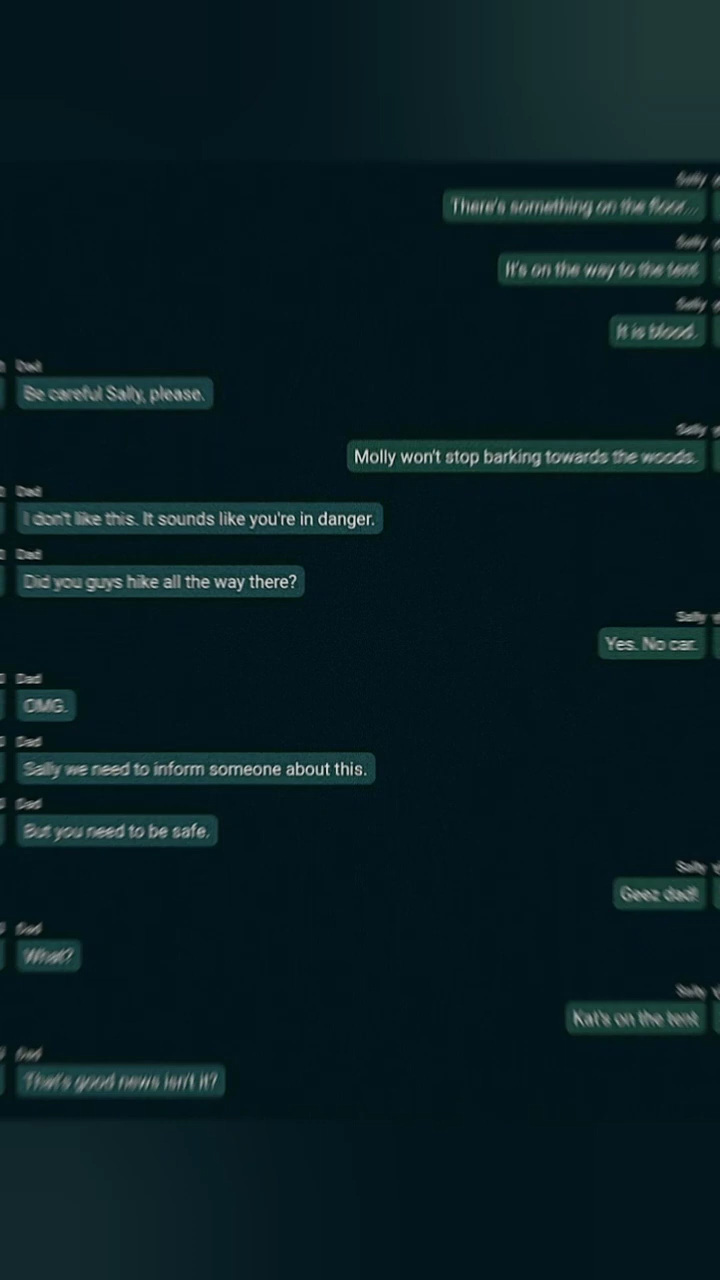 Sally
There's something on the floor...
Sally
It's on the way to the tent
Sally
It is blood.
Dad
Be careful Sally, please.
Sally
Molly won't stop barking towards the woods.
Dad
I don't like this. It sounds like you're in danger.
Dad
Did you guys hike all the way there?
Sally
Yes. No car.
Dad
OMG.
Dad
Sally we need to inform someone about this.
Dad
But you need to be safe.
Sally
Geez dad!
Dad
What?
Sally
Kat's on the tent
Dad
That's good news isn't it?